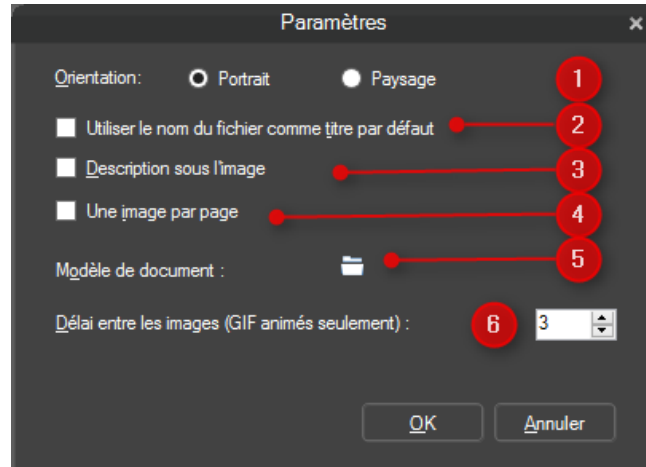 Paramètres
Orientation: Portrait Paysage 1
Utiliser le nom du fichier comme titre par défaut 2
Description sous l'image 3
Une image par page 4
Modèle de document : 5
Délai entre les images (GIF animés seulement) : 6 3
OK Annuler